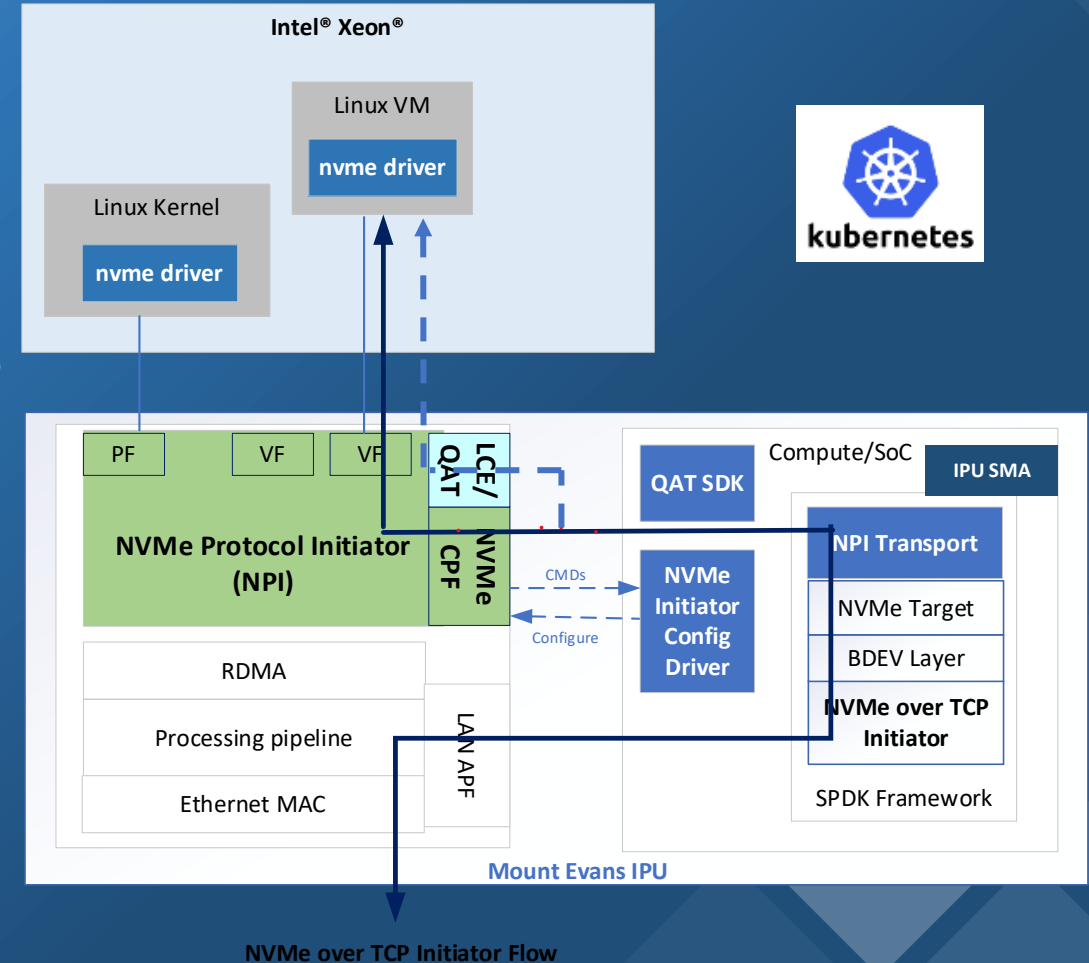 Intel® Xeon®
Linux VM
nvme driver
Linux Kernel
nvme driver
kubernetes
PF
VF
VF
LCE/
QAT
NVMe Protocol Initiator
(NPI)
NVMe
CPF
CMDs
Configure
RDMA
Processing pipeline
Ethernet MAC
LAN APF
Compute/SoC
IPU SMA
QAT SDK
NVMe
Initiator
Config
Driver
NPI Transport
NVMe Target
BDEV Layer
NVMe over TCP
Initiator
SPDK Framework
Mount Evans IPU
NVMe over TCP Initiator Flow